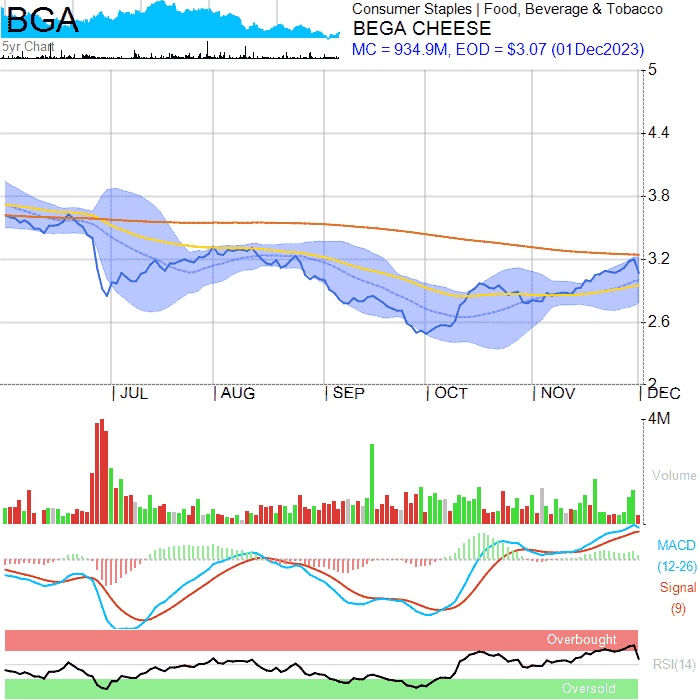 BGA
5yr Chart
Consumer Staples | Food, Beverage & Tobacco
BEGA CHEESE
MC = 934.9M, EOD = $3.07 (01Dec2023)
5
4.4
3.8
3.2
2.6
2
JUL AUG SEP OCT NOV DEC
4M
Volume
MACD
(12-26)
Signal
(9)
Overbought
RSI(14)
Oversold